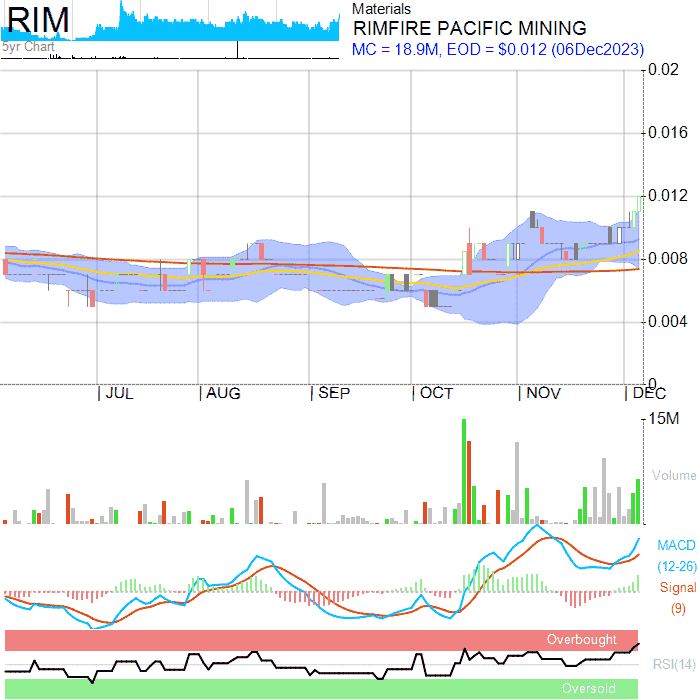 RIM
5yr Chart
Materials
RIMFIRE PACIFIC MINING
MC = 18.9M, EOD = $0.012 (06Dec2023)
0.02
0.016
0.012
0.008
0.004
0
JUL
AUG
SEP
OCT
NOV
DEC
15M
Volume
MACD
(12-26)
Signal
(9)
Overbought
RSI(14)
Oversold